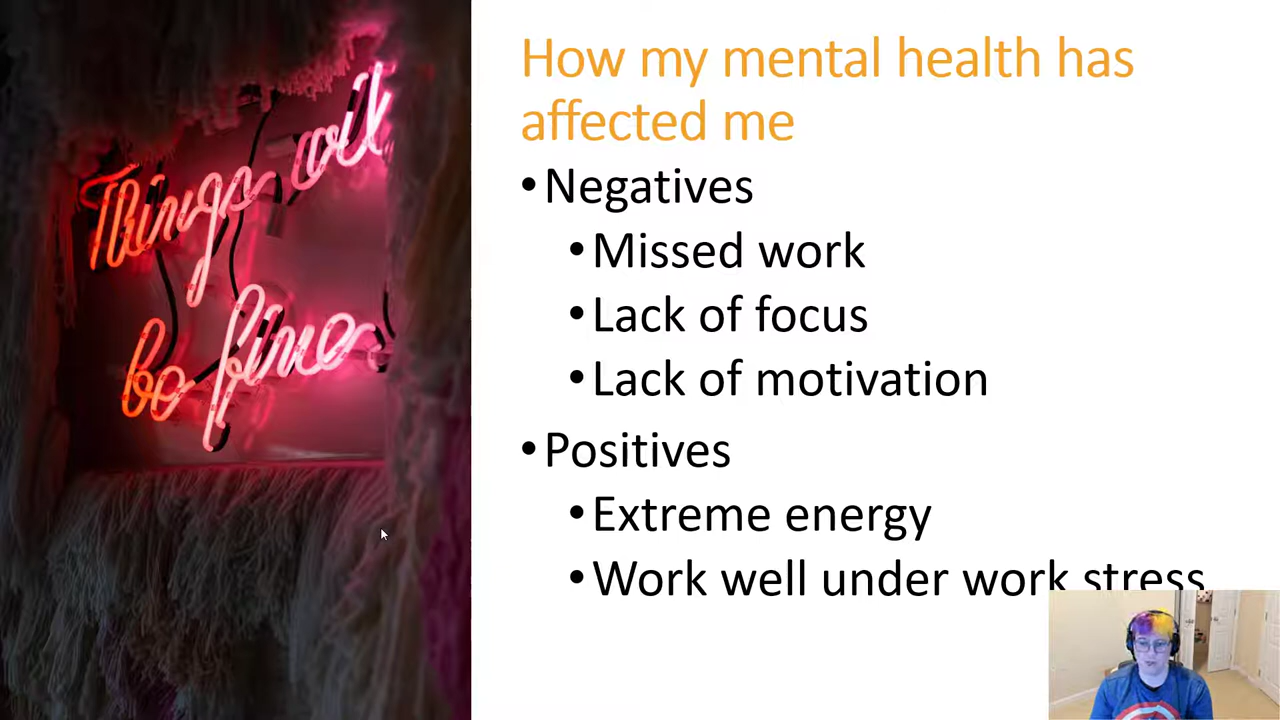 Things will
be fine
How my mental health has
affected me
•Negatives
•Missed work
•Lack of focus
•Lack of motivation
•Positives
•Extreme energy
•Work well under work stress